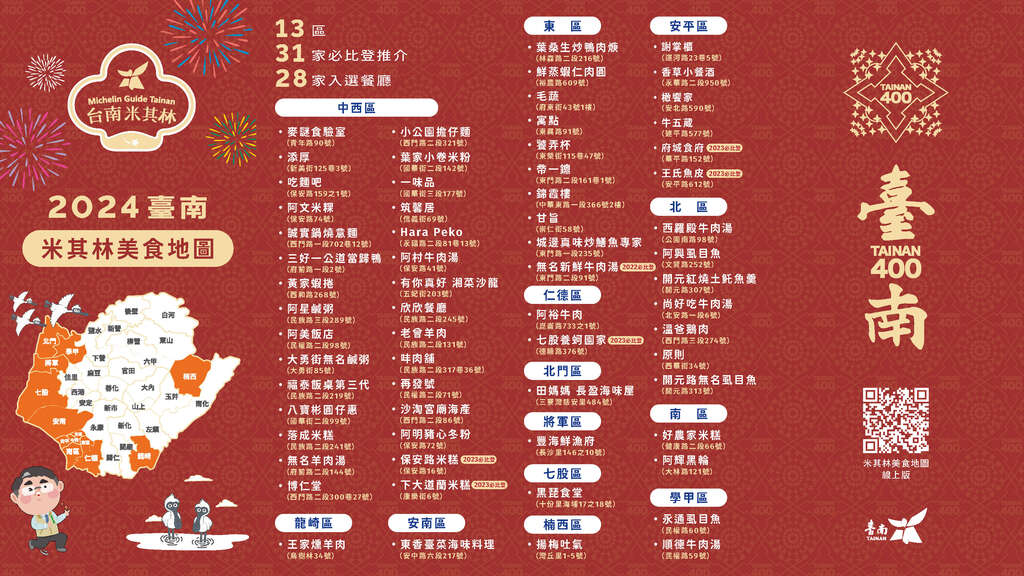 Michelin Guide Tainan
台南米其林
2024臺南
米其林美食地圖
後壁
白河
北門
鹽水
新營
學甲
柳營
東山
將軍
下營
六甲
佳里
麻豆
官田
楠西
七股
西港
善化
大內
玉井
南化
安定
安南
新市
山上
永康
新化
左鎮
南區
仁德
歸仁
關廟
龍崎
13 區
31 家必比登推介
28 家入選餐廳
中西區
・麥謎食驗室
(青年路90號)
・添厚
(新美街125巷3號)
・吃麵吧
(保安路159之1號)
・阿文米粿
(保安路74號)
・誠實鍋燒意麵
(西門路一段702巷12號)
・三好一公道當歸鴨
(府前路一段2號)
・黃家蝦捲
(西和路268號)
・阿星鹹粥
(民族路三段289號)
・阿美飯店
(民權路二段98號)
・大勇街無名鹹粥
(大勇街85號)
・福泰飯桌第三代
(民族路二段219號)
・八寶彬圓仔惠
(國華街二段99號)
・落成米糕
(民族路二段241號)
・無名羊肉湯
(府前路二段144號)
・博仁堂
(西門路二段300巷27號)
・小公園擔仔麵
(西門路二段321號)
・葉家小卷米粉
(國華街二段142號)
・一味品
(國華街三段177號)
・筑馨居
(信義街69號)
・Hara Peko
(永福路二段81巷13號)
・阿村牛肉湯
(保安路41號)
・有你真好 湘菜沙龍
(五妃街203號)
・欣欣餐廳
(民族路二段245號)
・老曾羊肉
(民族路二段131號)
・毌肉舖
(民族路二段317巷36號)
・再發號
(民權路二段71號)
・沙淘宮廟海產
(西門路二段86號)
・阿明豬心冬粉
(保安路72號)
・保安路米糕 2023必比登
(保安路16號)
・下大道蘭米糕 2023必比登
(康樂街6號)
龍崎區
・王家燻羊肉
(烏樹林34號)
安南區
・東香臺菜海味料理
(安中路六段217號)
東 區
・葉桑生炒鴨肉焿
(林森路二段216號)
・鮮蒸蝦仁肉圓
(裕農路609號)
・毛蔬
(府東街43號1樓)
・寓點
(東興路91號)
・饕弄杯
(東榮街115巷47號)
・帶一鐤
(東門路二段161巷1號)
・錦霞樓
(中華東路一段366號2樓)
・甘旨
(崇仁街58號)
・城邊真味炒鱔魚專家
(東門路一段235號)
・無名新鮮牛肉湯 2022必比登
(東門路二段91號)
仁德區
・阿裕牛肉
(崑崙路733之1號)
・七股養蚵園家 2023必比登
(德糖路376號)
北門區
・田媽媽 長盈海味屋
(三寮灣慈安里484號)
將軍區
・豐海鮮漁府
(長沙里146之10號)
七股區
・黑琵食堂
(十份里海埔17之18號)
楠西區
・揚梅吐氣
(灣丘里1-5號)
安平區
・謝掌櫃
(運河路23巷5號)
・香草小餐酒
(永華路二段950號)
・橄饗家
(安北路590號)
・牛五蔵
(建平路577號)
・府城食府 2023必比登
(華平路152號)
・王氏魚皮 2023必比登
(安平路612號)
北 區
・西羅殿牛肉湯
(公園南路98號)
・阿興虱目魚
(文賢路252號)
・開元紅燒土魠魚羹
(開元路307號)
・尚好吃牛肉湯
(北安路一段6號)
・溫爸鵝肉
(西門路三段274號)
・原則
(西華街34號)
・開元路無名虱目魚
(開元路313號)
南 區
・好農家米糕
(健康路二段66號)
・阿輝黑輪
(大林路121號)
學甲區
・永通虱目魚
(民權路60號)
・順德牛肉湯
(民權路59號)
TAINAN
400
臺
TAINAN
400
南
米其林美食地圖
線上版
臺南
TAINAN